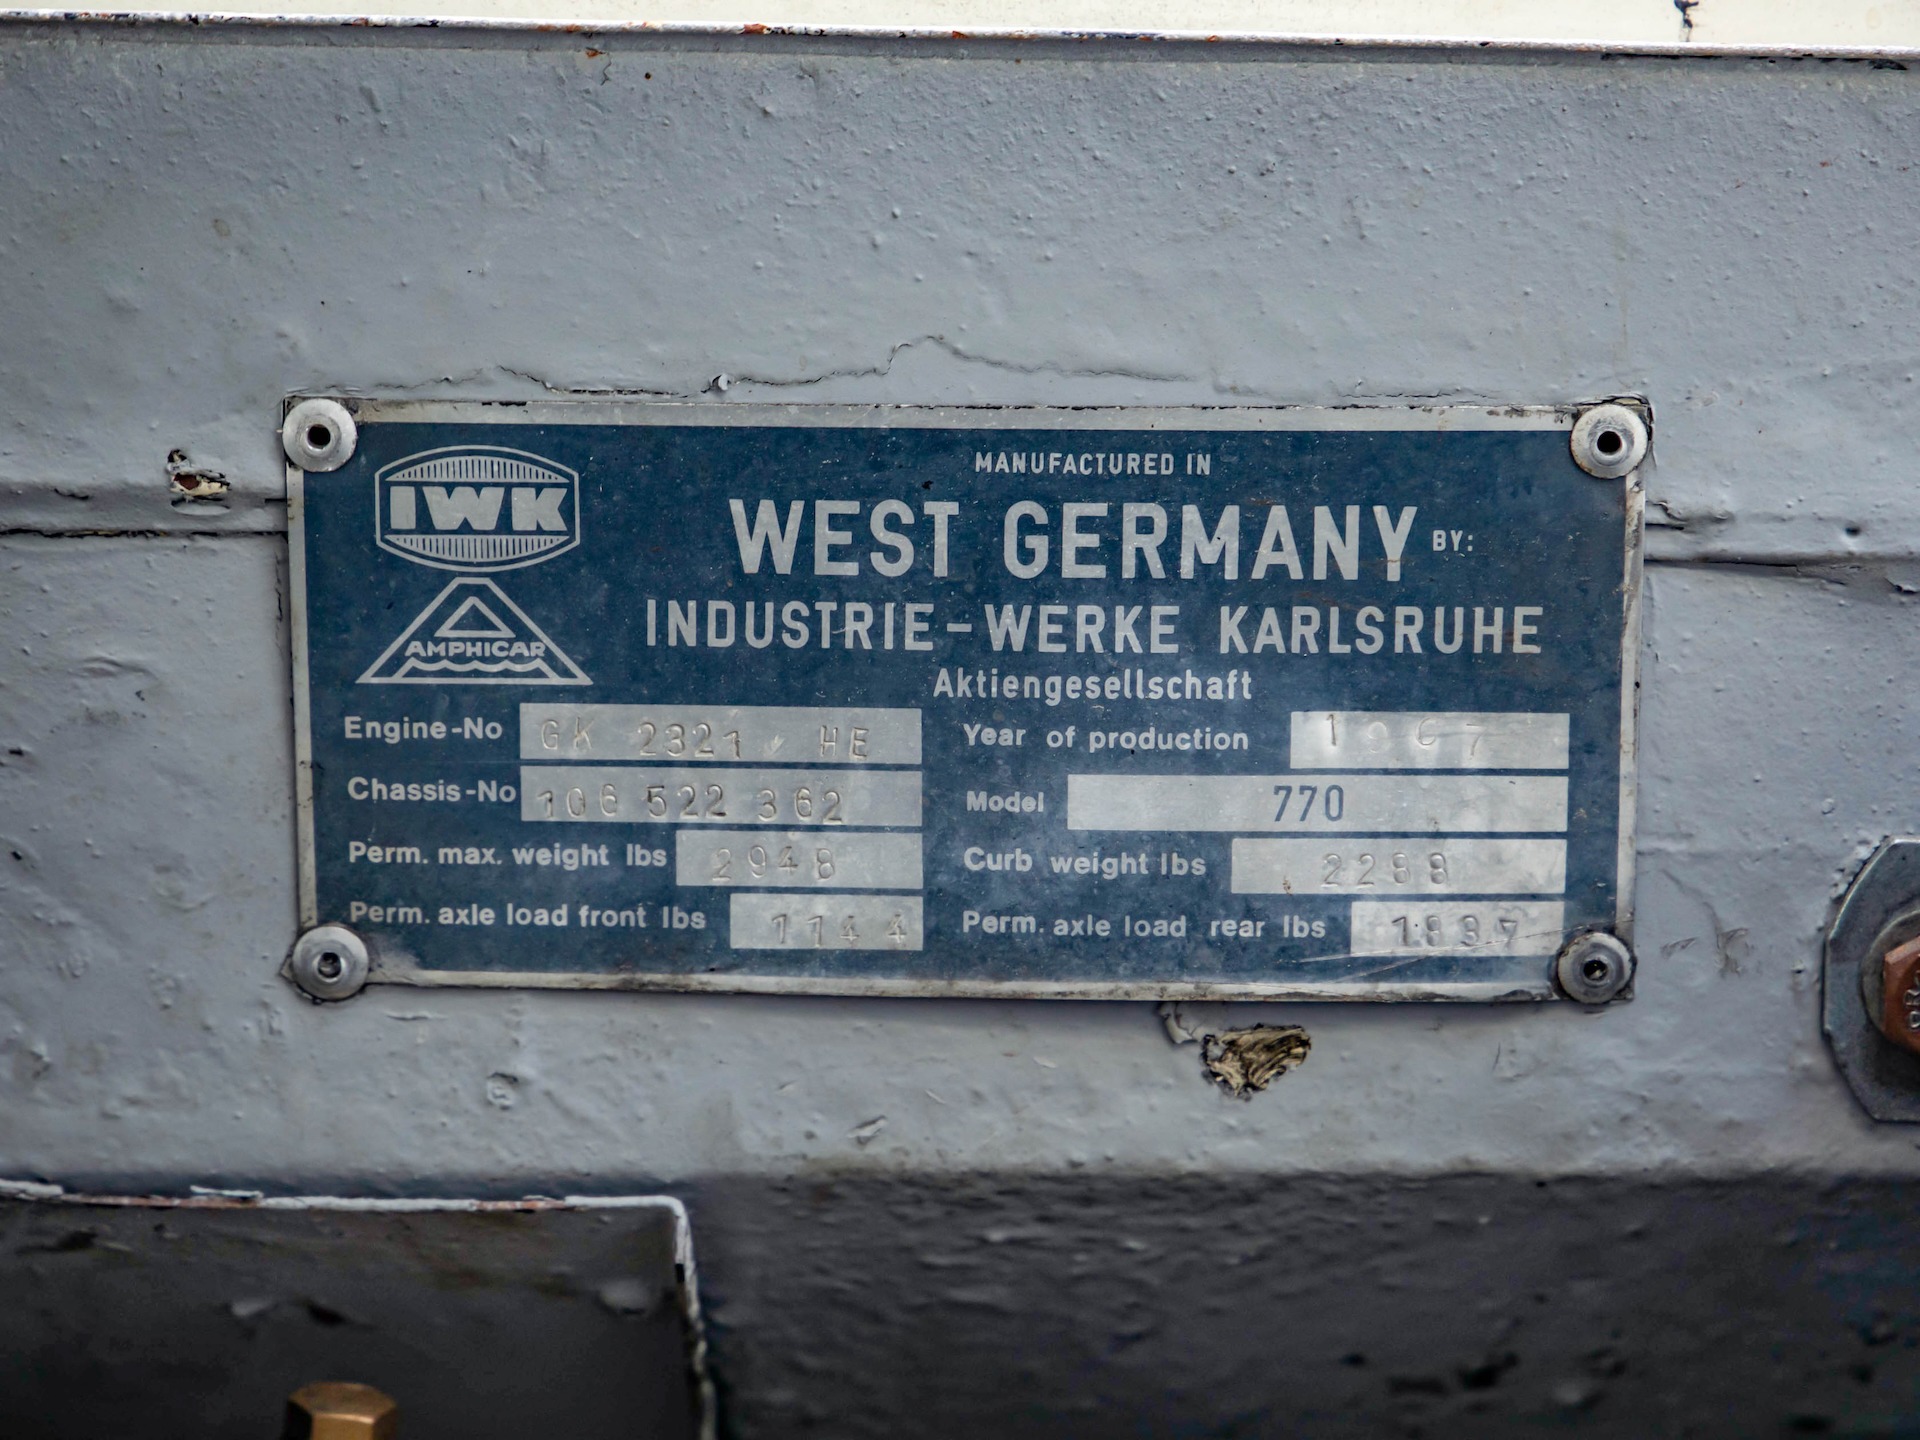 IWK
AMPHICAR
MANUFACTURED IN
WEST GERMANY BY:
INDUSTRIE-WERKE KARLSRUHE
Aktiengesellschaft
Engine-No GK 2321 HE
Year of production 1967
Chassis-No 106 522 362
Model 770
Perm. max. weight lbs 2948
Curb weight lbs 2288
Perm. axle load front lbs 1144
Perm. axle load rear lbs 1837